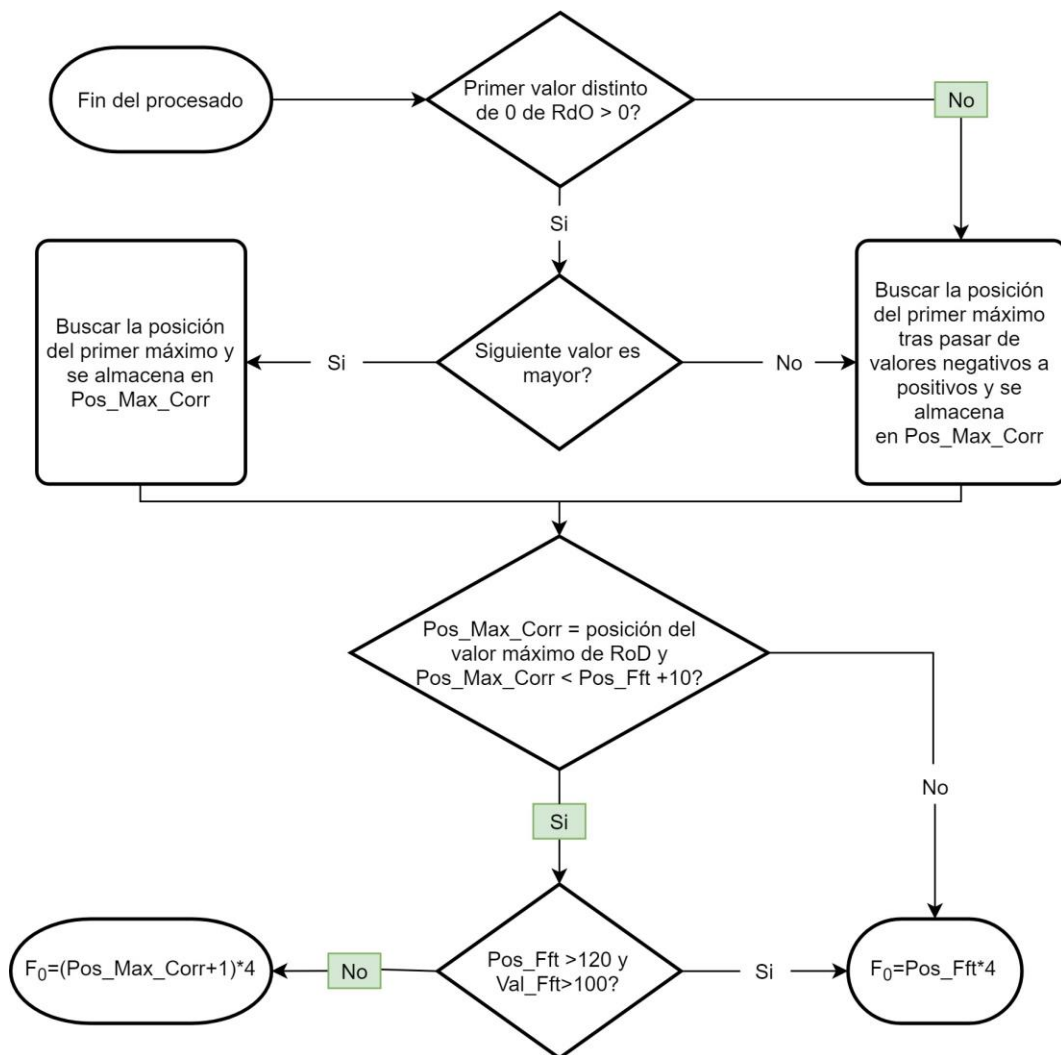 Fin del procesado
Primer valor distinto
de 0 de RdO > 0?
No
Si
Buscar la posición
del primer máximo y
se almacena en
Pos_Max_Corr
Si
Siguiente valor es
mayor?
No
Buscar la posición
del primer máximo
tras pasar de
valores negativos a
positivos y se
almacena
en Pos_Max_Corr
Pos_Max_Corr = posición del
valor máximo de RoD y
Pos_Max_Corr < Pos_Fft +10?
No
Si
F₀=(Pos_Max_Corr+1)*4
No
Pos_Fft >120 y
Val_Fft>100?
Si
F₀=Pos_Fft*4